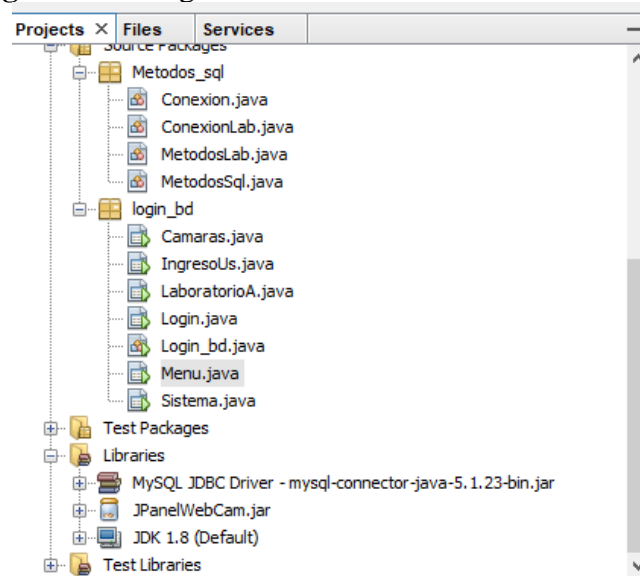 Projects Files Services
Source Packages
Metodos_sql
Conexion.java
ConexionLab.java
MetodosLab.java
MetodosSql.java
login_bd
Camaras.java
IngresoUs.java
LaboratorioA.java
Login.java
Login_bd.java
Menu.java
Sistema.java
Test Packages
Libraries
MySQL JDBC Driver - mysql-connector-java-5.1.23-bin.jar
JPanelWebCam.jar
JDK 1.8 (Default)
Test Libraries